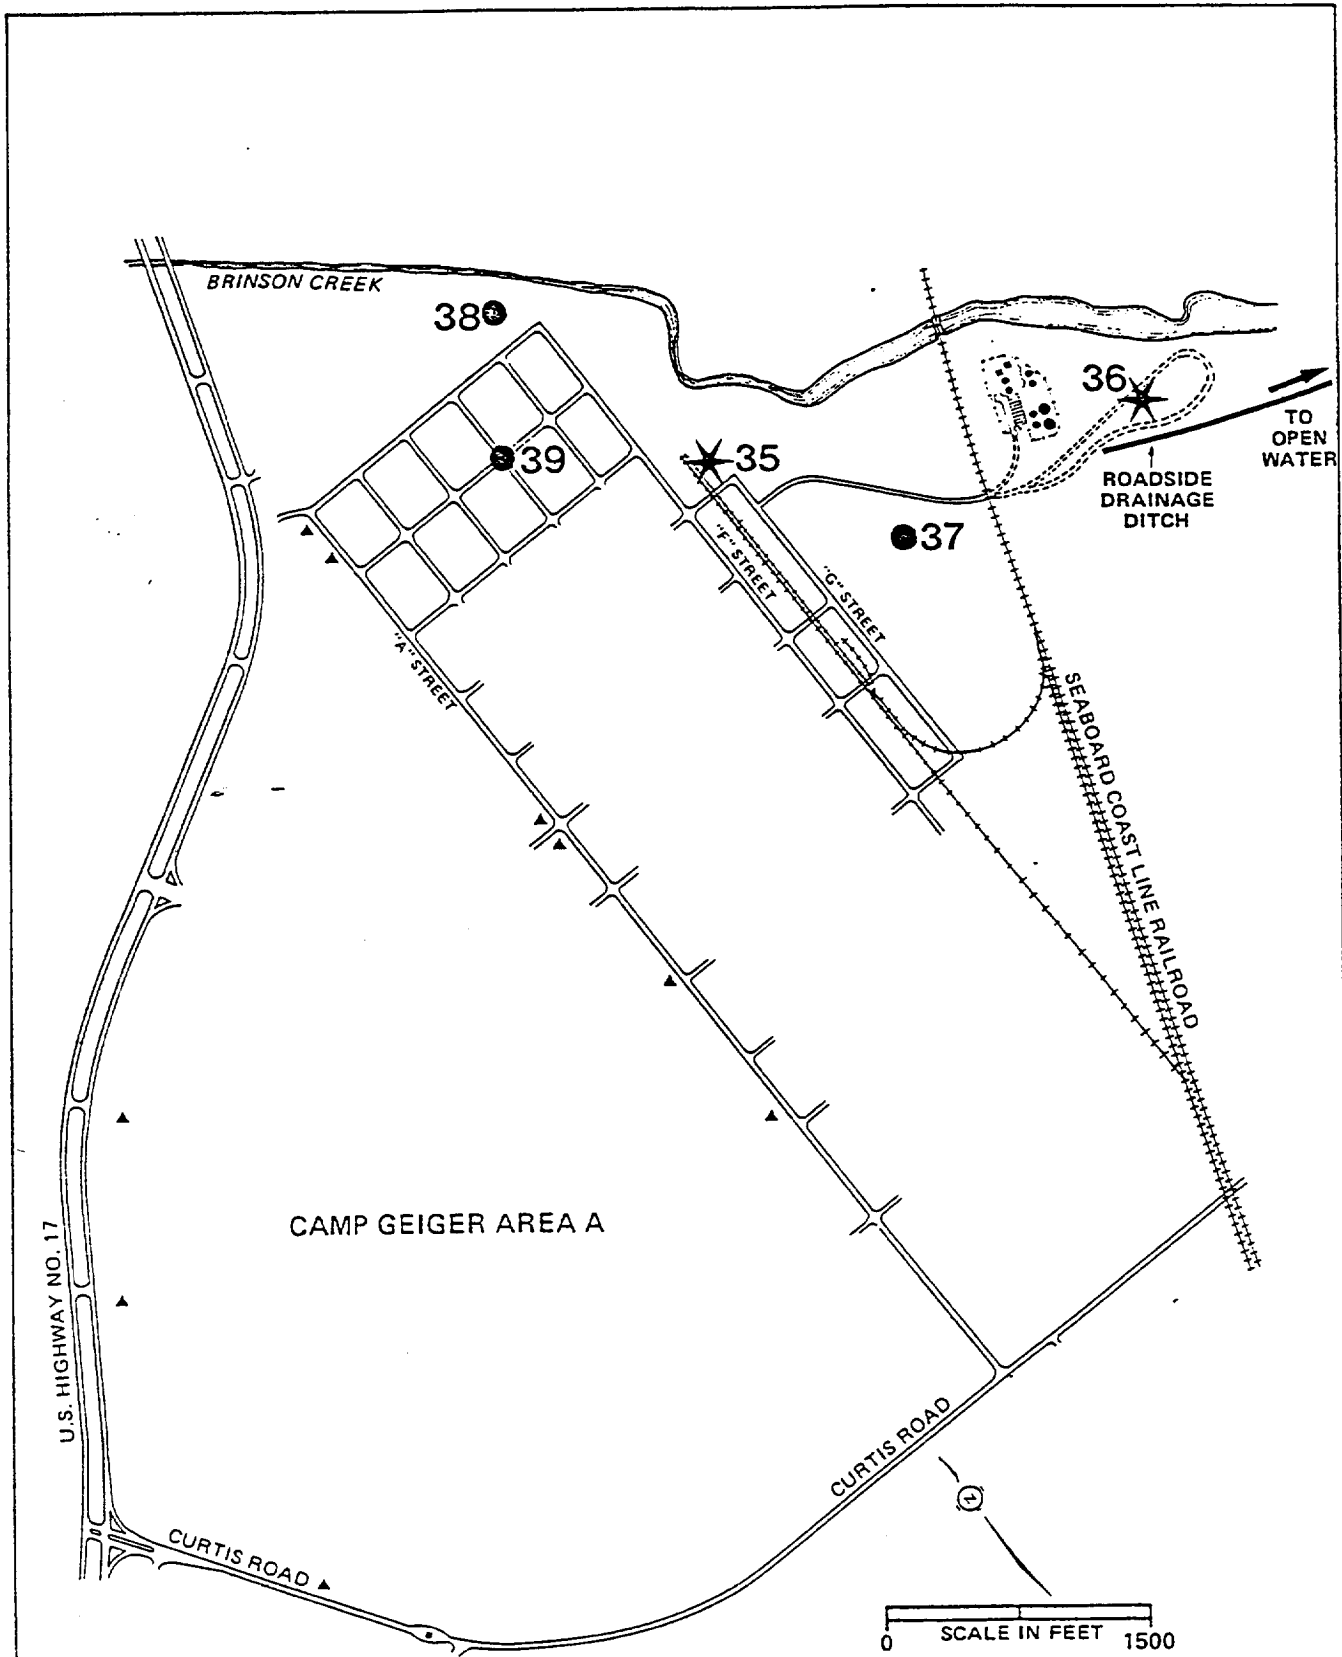 BRINSON CREEK
38
36
39
35
TO
OPEN
WATER
ROADSIDE
DRAINAGE
DITCH
37
"F" STREET
"G" STREET
"A" STREET
SEABOARD COAST LINE RAILROAD
CAMP GEIGER AREA A
U.S. HIGHWAY NO. 17
CURTIS ROAD
CURTIS ROAD
N
SCALE IN FEET
0 1500